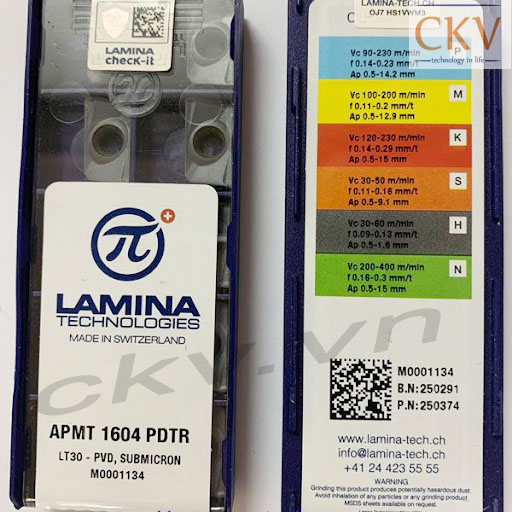 LAMINA
check-it
π
LAMINA
TECHNOLOGIES
MADE IN SWITZERLAND
APMT 1604 PDTR
LT30 - PVD, SUBMICRON
M0001134
LAMINA-TECH.CH
OJ7 HS1VWM3
CKV
technology in life
Vc 90-230 m/min
f 0.14-0.23 mm/t
Ap 0.5-14.2 mm
P
Vc 100-200 m/min
f 0.11-0.2 mm/t
Ap 0.5-12.9 mm
M
Vc 120-230 m/min
f 0.14-0.29 mm/t
Ap 0.5-15 mm
K
Vc 30-50 m/min
f 0.11-0.16 mm/t
Ap 0.5-9.1 mm
S
Vc 30-60 m/min
f 0.09-0.13 mm/t
Ap 0.5-1.6 mm
H
Vc 200-400 m/min
f 0.16-0.3 mm/t
Ap 0.5-15 mm
N
M0001134
B.N:250291
P.N:250374
www.lamina-tech.ch
info@lamina-tech.ch
+41 24 423 55 55
WARNING
Grinding this product produces potentially hazardous dust.
Avoid inhalation of any particles or any grinding product
MSDS sheets available on request.
ckv.vn